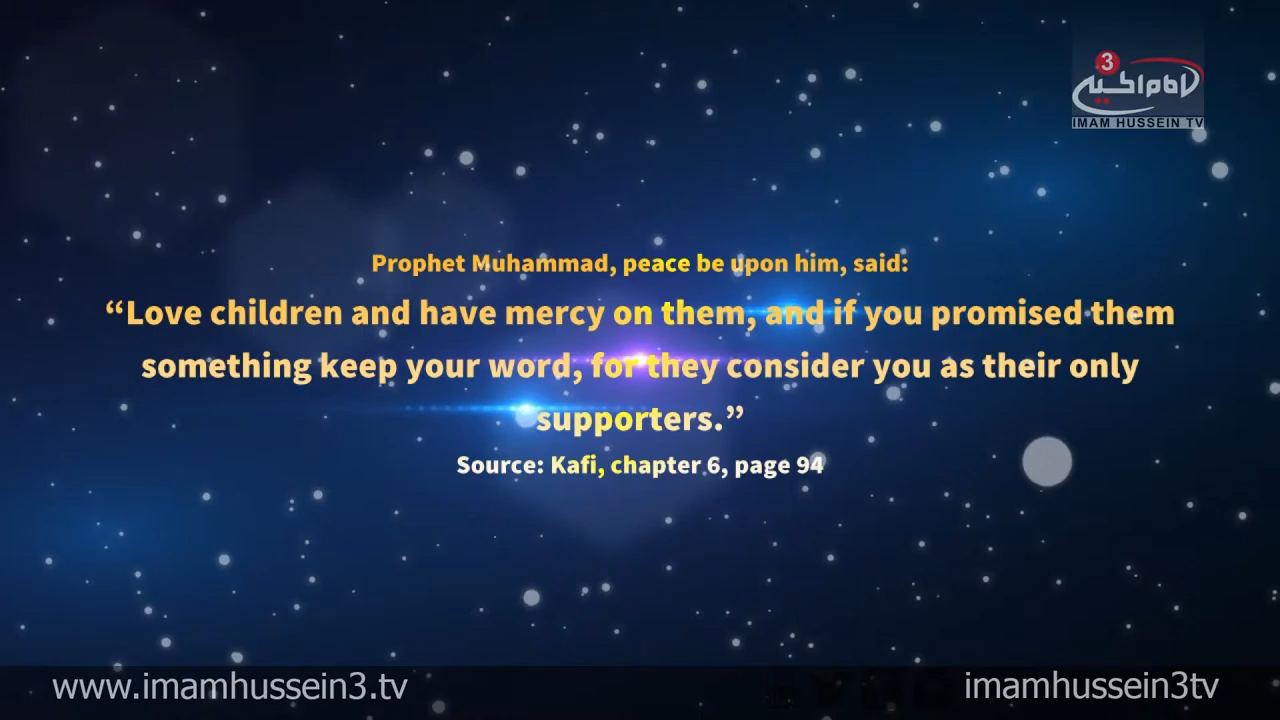 3
الإمام الحسين
IMAM HUSSEIN TV
Prophet Muhammad, peace be upon him, said:
“Love children and have mercy on them, and if you promised them
something keep your word, for they consider you as their only
supporters.”
Source: Kafi, chapter 6, page 94
www.imamhussein3.tv
imamhussein3tv